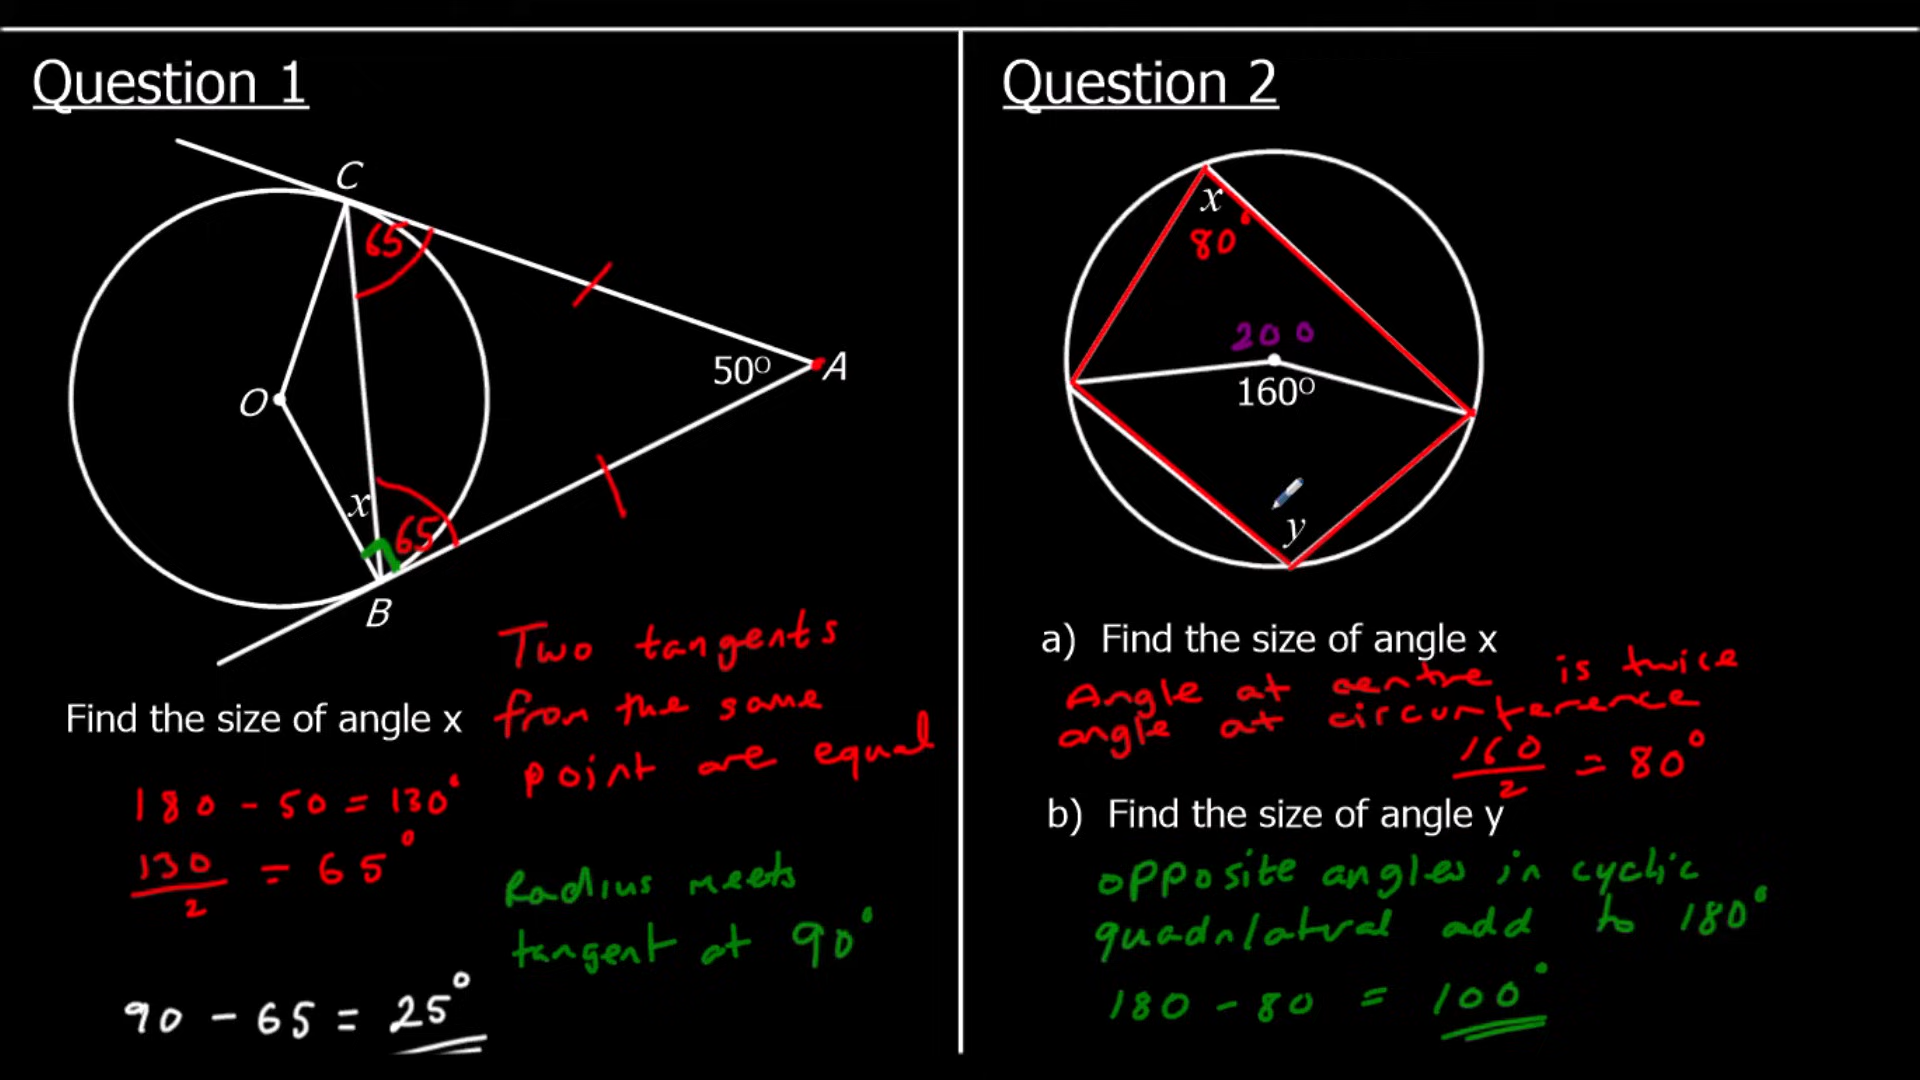 Question 1
C
65
50°
A
O
x
65
B
Find the size of angle x
Two tangents
from the same
point are equal
180 - 50 = 130°
130/2 = 65°
Radius meets
tangent at 90°
90 - 65 = 25°
Question 2
x
80°
200
160°
y
a) Find the size of angle x
Angle at centre is twice
angle at circumference
160/2 = 80°
b) Find the size of angle y
opposite angles in cyclic
quadrilateral add to 180°
180 - 80 = 100°